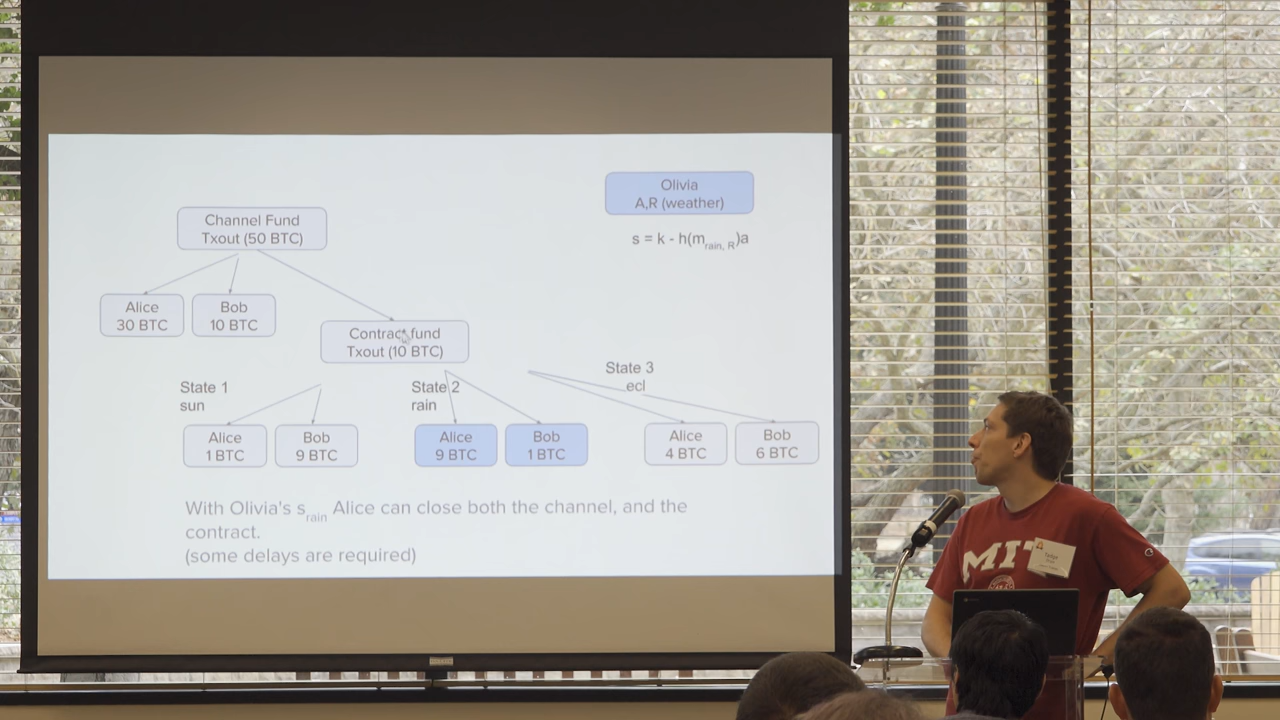 Olivia
A,R (weather)
s = k - h(m_rain, R)a
Channel Fund
Txout (50 BTC)
Alice
30 BTC
Bob
10 BTC
Contract fund
Txout (10 BTC)
State 1
sun
State 2
rain
State 3
ecl
Alice
1 BTC
Bob
9 BTC
Alice
9 BTC
Bob
1 BTC
Alice
4 BTC
Bob
6 BTC
With Olivia's s_rain Alice can close both the channel, and the
contract.
(some delays are required)
MIT